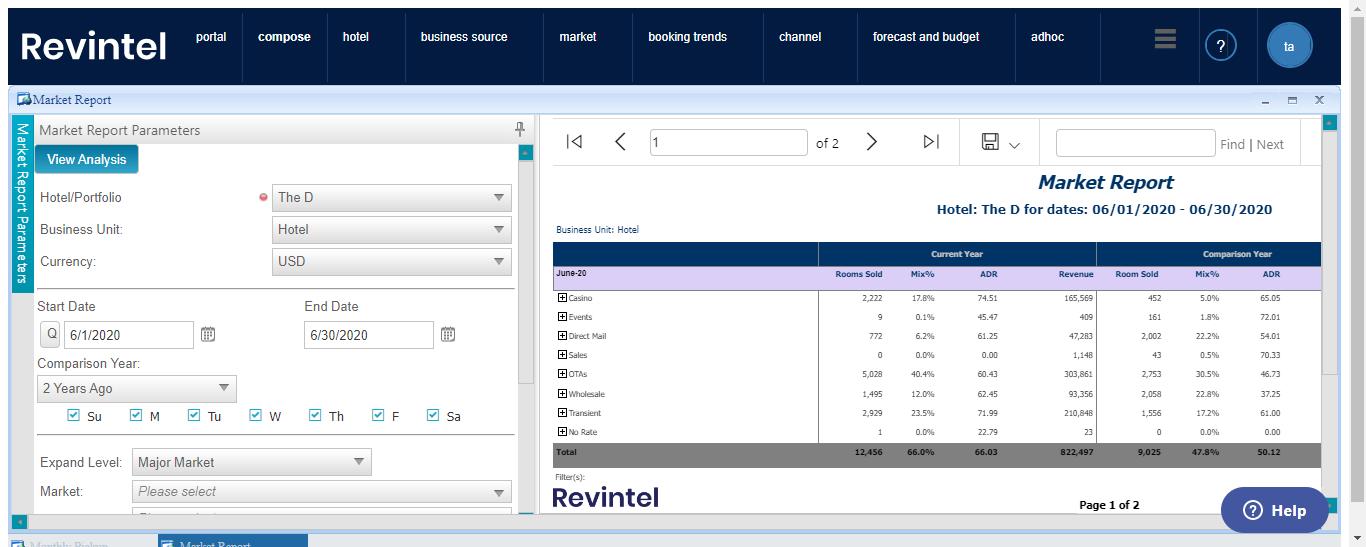 Revintel
portal compose hotel business source market booking trends channel forecast and budget adhoc ? ta
Market Report
Market Report Parameters
Market Report Parameters
View Analysis
Hotel/Portfolio The D
Business Unit: Hotel
Currency: USD
Start Date End Date
Q 6/1/2020 6/30/2020
Comparison Year:
2 Years Ago
Su M Tu W Th F Sa
Expand Level: Major Market
Market: Please select
1 of 2 Find | Next
Market Report
Hotel: The D for dates: 06/01/2020 - 06/30/2020
Business Unit: Hotel
Current Year Comparison Year
June-20 Rooms Sold Mix% ADR Revenue Room Sold Mix% ADR
Casino 2,222 17.8% 74.51 165,569 452 5.0% 65.05
Events 9 0.1% 45.47 409 161 1.8% 72.01
Direct Mail 772 6.2% 61.25 47,283 2,002 22.2% 54.01
Sales 0 0.0% 0.00 1,148 43 0.5% 70.33
OTAs 5,028 40.4% 60.43 303,861 2,753 30.5% 46.73
Wholesale 1,495 12.0% 62.45 93,356 2,058 22.8% 37.25
Transient 2,929 23.5% 71.99 210,848 1,556 17.2% 61.00
No Rate 1 0.0% 22.79 23 0 0.0% 0.00
Total 12,456 66.0% 66.03 822,497 9,025 47.8% 50.12
Filter(s):
Revintel
Page 1 of 2
? Help
Market Report